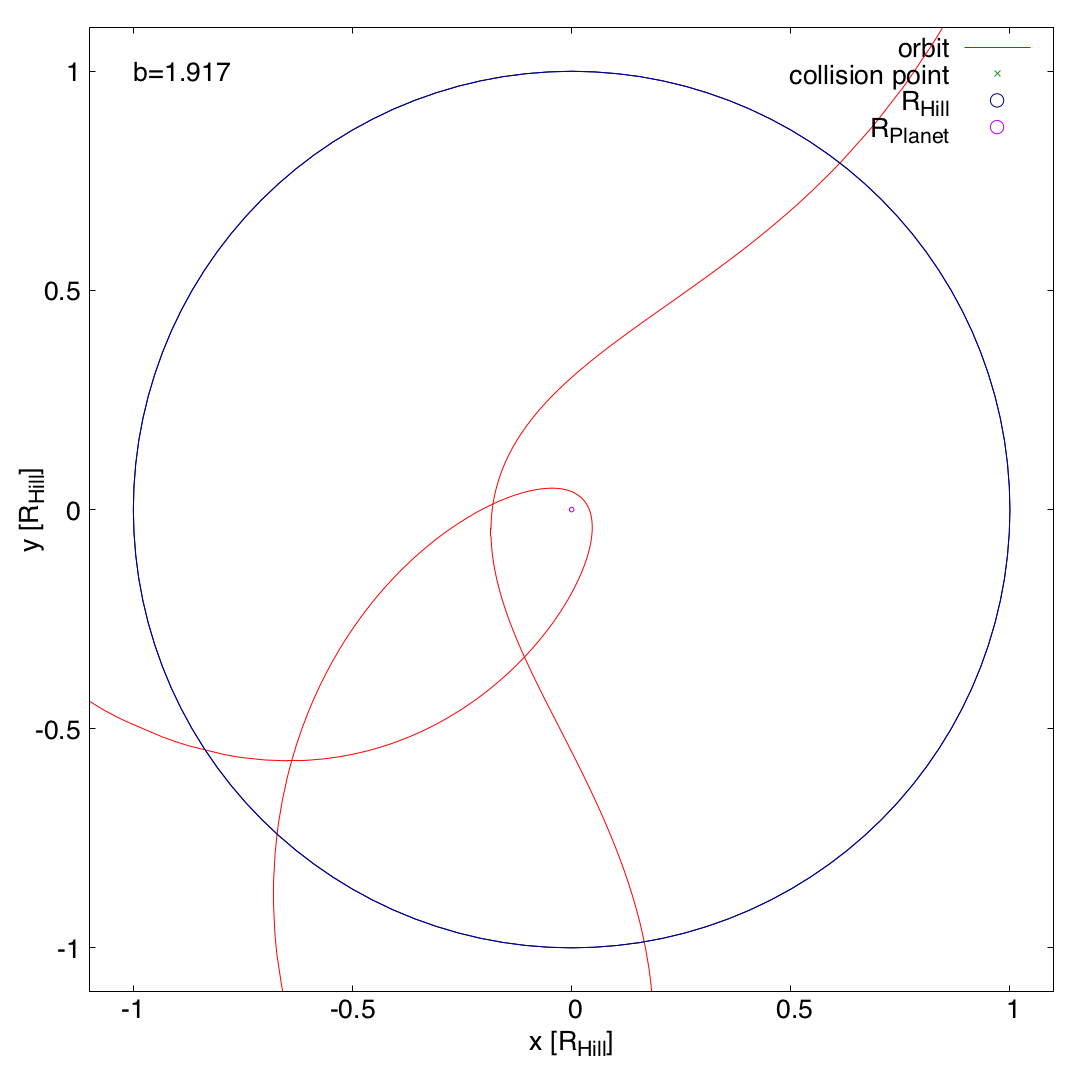 b=1.917
orbit
collision point
R_Hill
R_Planet
1
0.5
0
-0.5
-1
y [R_Hill]
-1 -0.5 0 0.5 1
x [R_Hill]